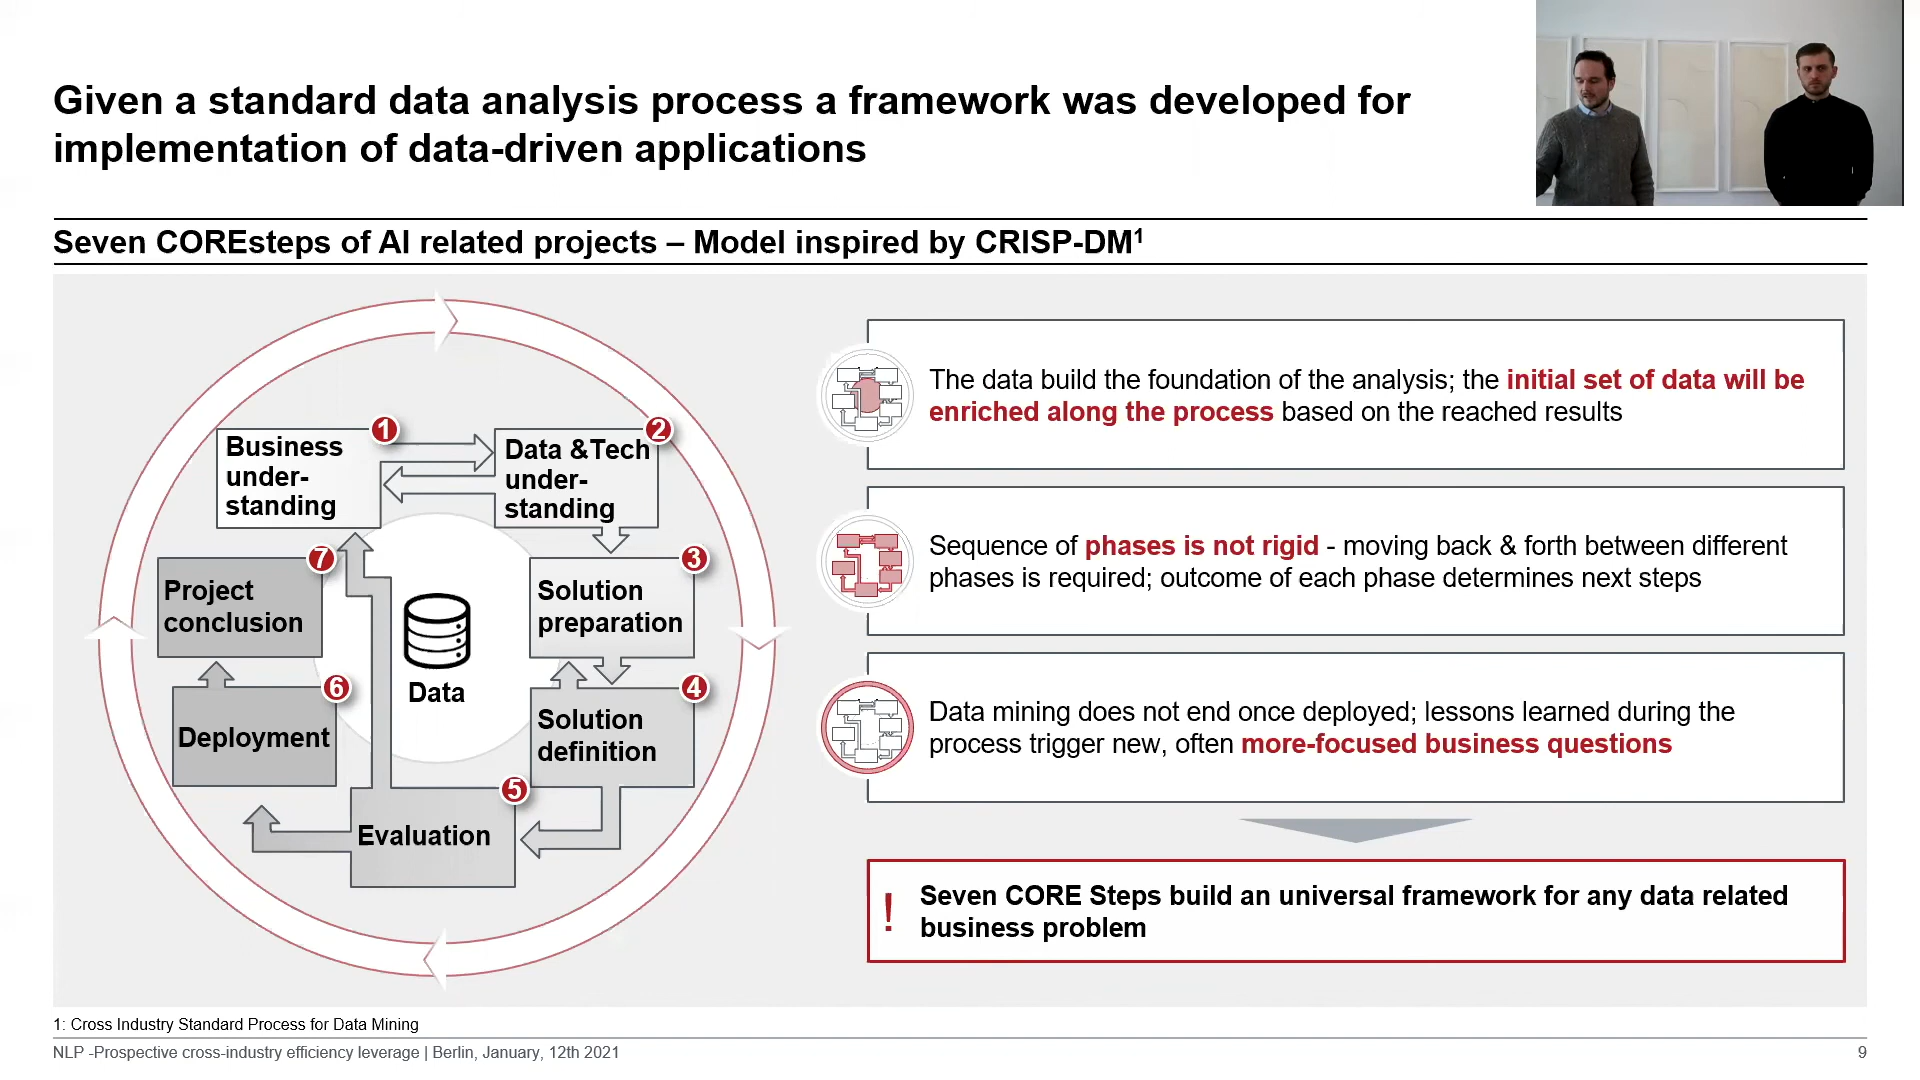 Given a standard data analysis process a framework was developed for
implementation of data-driven applications
Seven COREsteps of AI related projects – Model inspired by CRISP-DM¹
1
Business
under-
standing
2
Data &Tech
under-
standing
3
Solution
preparation
4
Solution
definition
5
Evaluation
6
Deployment
7
Project
conclusion
Data
The data build the foundation of the analysis; the initial set of data will be
enriched along the process based on the reached results
Sequence of phases is not rigid - moving back & forth between different
phases is required; outcome of each phase determines next steps
Data mining does not end once deployed; lessons learned during the
process trigger new, often more-focused business questions
! Seven CORE Steps build an universal framework for any data related
business problem
1: Cross Industry Standard Process for Data Mining
NLP -Prospective cross-industry efficiency leverage | Berlin, January, 12th 2021
9